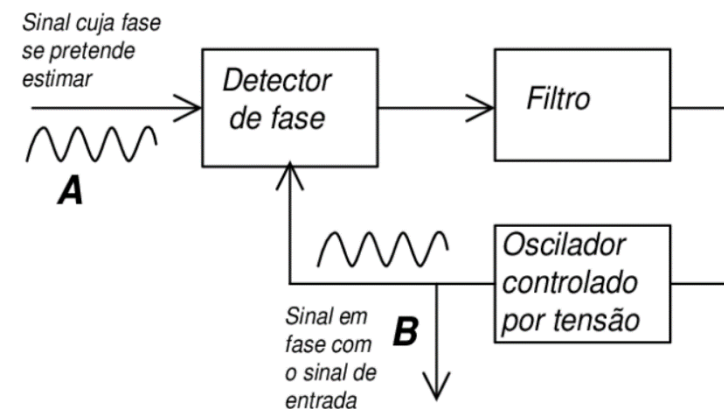 Sinal cuja fase
se pretende
estimar
A
Detector
de fase
Filtro
Oscilador
controlado
por tensão
Sinal em
fase com
o sinal de
entrada
B